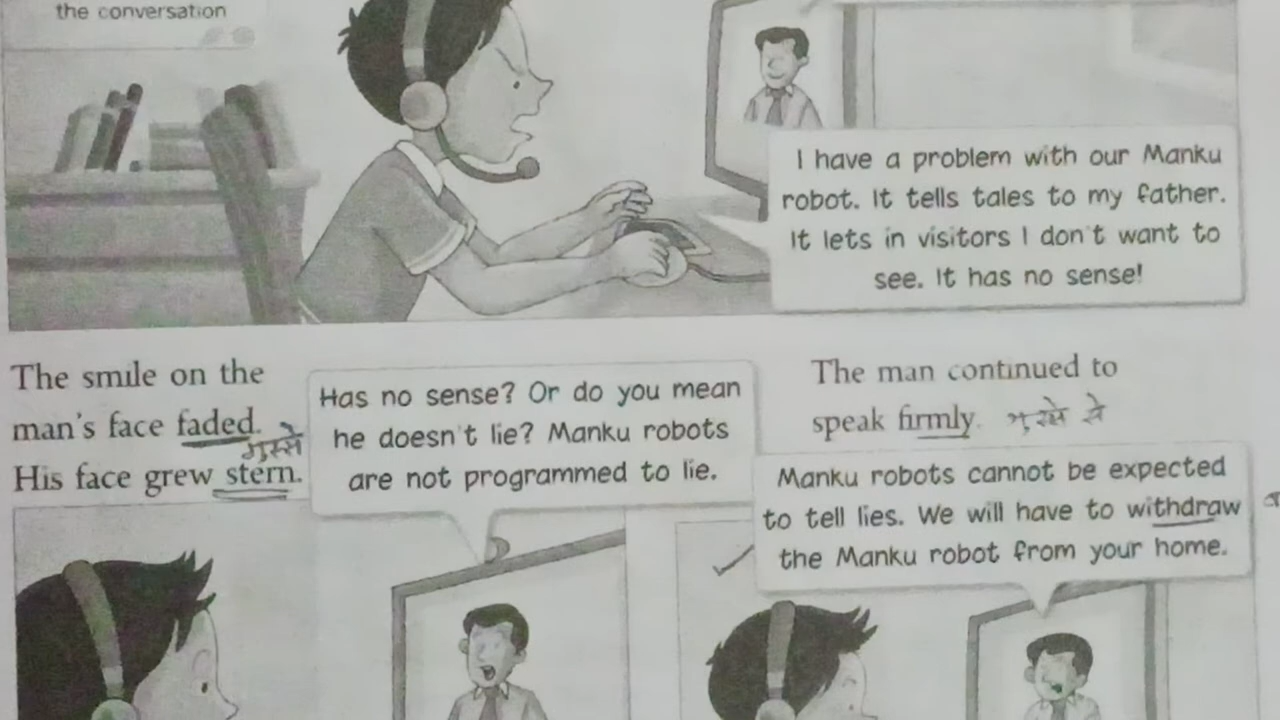 the conversation
I have a problem with our Manku
robot. It tells tales to my father.
It lets in visitors I don't want to
see. It has no sense!
The smile on the
man's face faded.
गुस्से
His face grew stern.
Has no sense? Or do you mean
he doesn't lie? Manku robots
are not programmed to lie.
The man continued to
speak firmly.
Manku robots cannot be expected
to tell lies. We will have to withdraw
the Manku robot from your home.